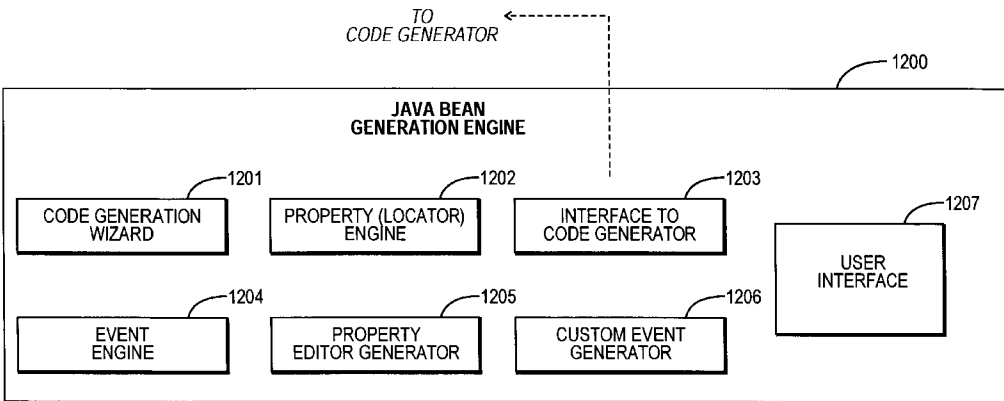 TO
CODE GENERATOR
1200
JAVA BEAN
GENERATION ENGINE
1201
CODE GENERATION
WIZARD
1202
PROPERTY (LOCATOR)
ENGINE
1203
INTERFACE TO
CODE GENERATOR
1207
USER
INTERFACE
1204
EVENT
ENGINE
1205
PROPERTY
EDITOR GENERATOR
1206
CUSTOM EVENT
GENERATOR